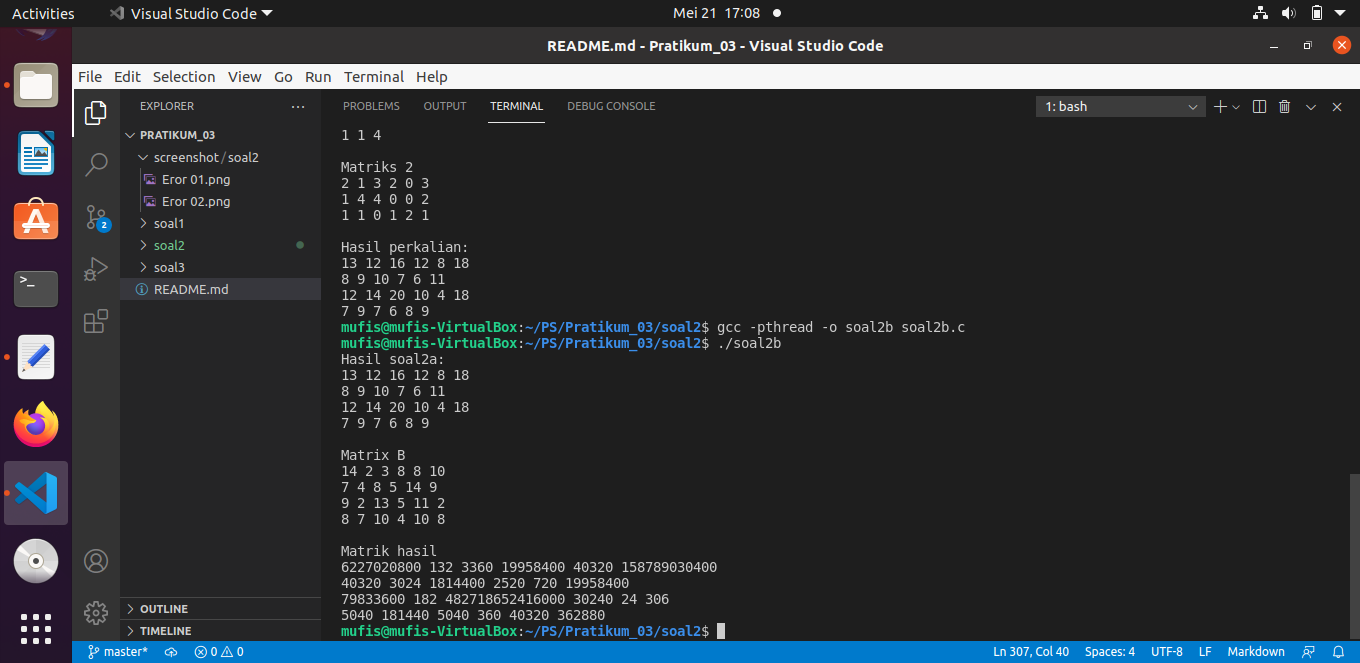 Activities Visual Studio Code Mei 21 17:08
README.md - Pratikum_03 - Visual Studio Code
File Edit Selection View Go Run Terminal Help
EXPLORER
PRATIKUM_03
screenshot/soal2
Eror 01.png
Eror 02.png
soal1
soal2
soal3
README.md
2
OUTLINE
TIMELINE
PROBLEMS OUTPUT TERMINAL DEBUG CONSOLE 1: bash
1 1 4
Matriks 2
2 1 3 2 0 3
1 4 4 0 0 2
1 1 0 1 2 1
Hasil perkalian:
13 12 16 12 8 18
8 9 10 7 6 11
12 14 20 10 4 18
7 9 7 6 8 9
mufis@mufis-VirtualBox:~/PS/Pratikum_03/soal2$ gcc -pthread -o soal2b soal2b.c
mufis@mufis-VirtualBox:~/PS/Pratikum_03/soal2$ ./soal2b
Hasil soal2a:
13 12 16 12 8 18
8 9 10 7 6 11
12 14 20 10 4 18
7 9 7 6 8 9
Matrix B
14 2 3 8 8 10
7 4 8 5 14 9
9 2 13 5 11 2
8 7 10 4 10 8
Matrik hasil
6227020800 132 3360 19958400 40320 158789030400
40320 3024 1814400 2520 720 19958400
79833600 182 482718652416000 30240 24 306
5040 181440 5040 360 40320 362880
mufis@mufis-VirtualBox:~/PS/Pratikum_03/soal2$
master* 0 0 Ln 307, Col 40 Spaces: 4 UTF-8 LF Markdown